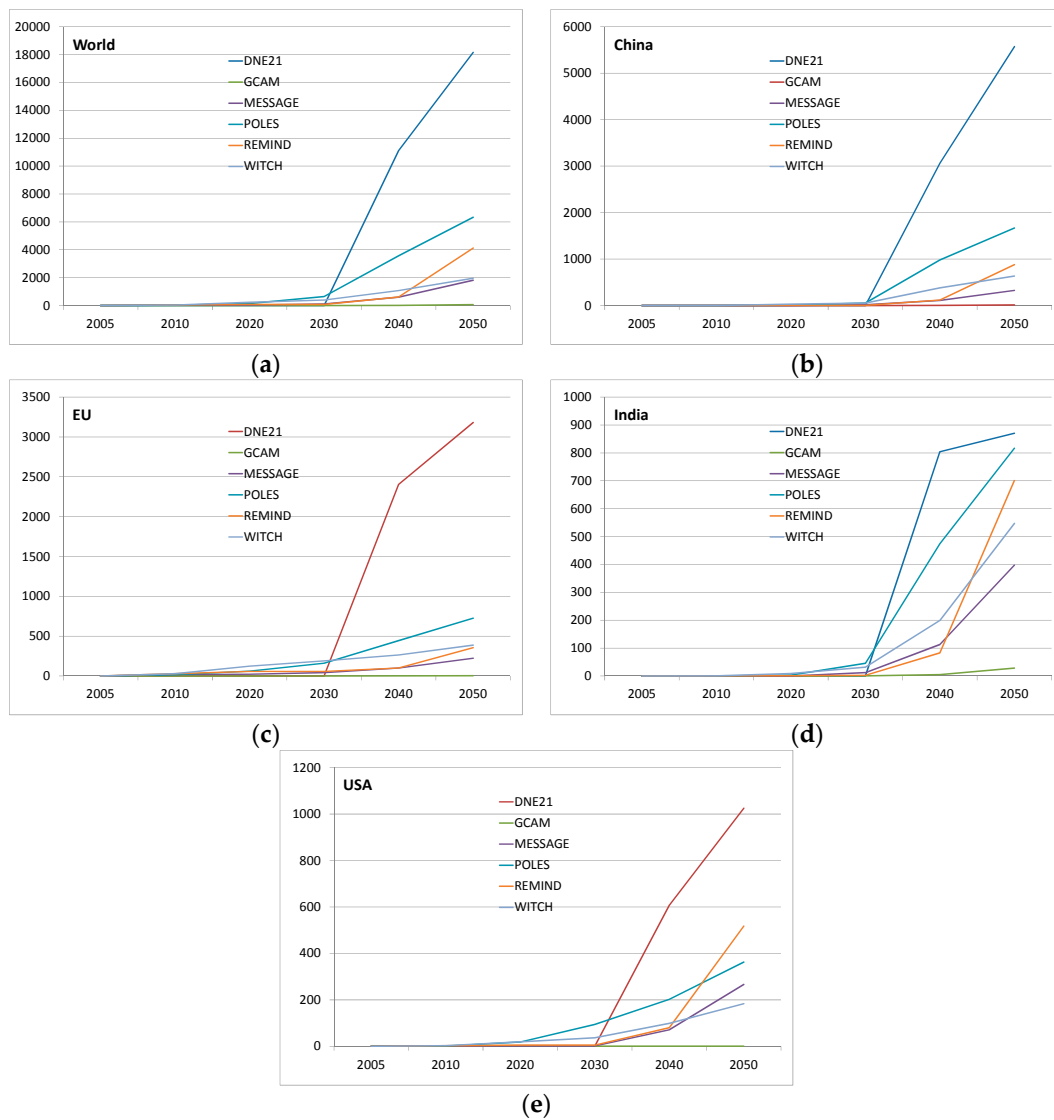 World
20000
18000
16000
14000
12000
10000
8000
6000
4000
2000
0
DNE21
GCAM
MESSAGE
POLES
REMIND
WITCH
2005 2010 2020 2030 2040 2050
(a)
China
6000
5000
4000
3000
2000
1000
0
DNE21
GCAM
MESSAGE
POLES
REMIND
WITCH
2005 2010 2020 2030 2040 2050
(b)
EU
3500
3000
2500
2000
1500
1000
500
0
DNE21
GCAM
MESSAGE
POLES
REMIND
WITCH
2005 2010 2020 2030 2040 2050
(c)
India
1000
900
800
700
600
500
400
300
200
100
0
DNE21
GCAM
MESSAGE
POLES
REMIND
WITCH
2005 2010 2020 2030 2040 2050
(d)
USA
1200
1000
800
600
400
200
0
DNE21
GCAM
MESSAGE
POLES
REMIND
WITCH
2005 2010 2020 2030 2040 2050
(e)